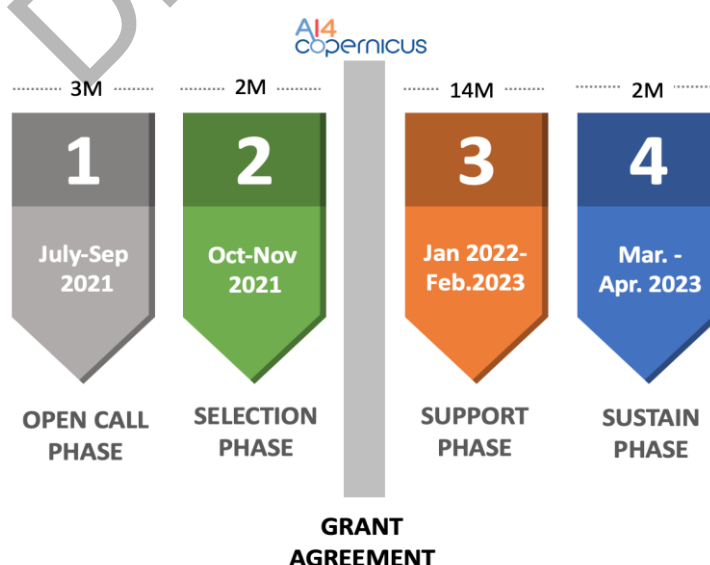 AI4
copernicus
3M
2M
14M
2M
1
2
3
4
July-Sep
2021
Oct-Nov
2021
Jan 2022-
Feb.2023
Mar. -
Apr. 2023
OPEN CALL
PHASE
SELECTION
PHASE
SUPPORT
PHASE
SUSTAIN
PHASE
GRANT
AGREEMENT